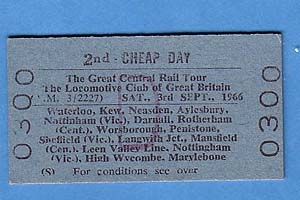 2nd - CHEAP DAY
The Great Central Rail Tour
The Locomotive Club of Great Britain
(L.M. 3/2227) SAT., 3rd SEPT., 1966
Waterloo, Kew, Neasden, Aylesbury,
Nottingham (Vic.), Darnall, Rotherham
(Cent.), Worsborough, Penistone,
Sheffield (Vic.), Langwith Jct., Mansfield
(Cen.), Leen Valley Line, Nottingham
(Vic.), High Wycombe, Marylebone
(S) For conditions see over
0300
0300